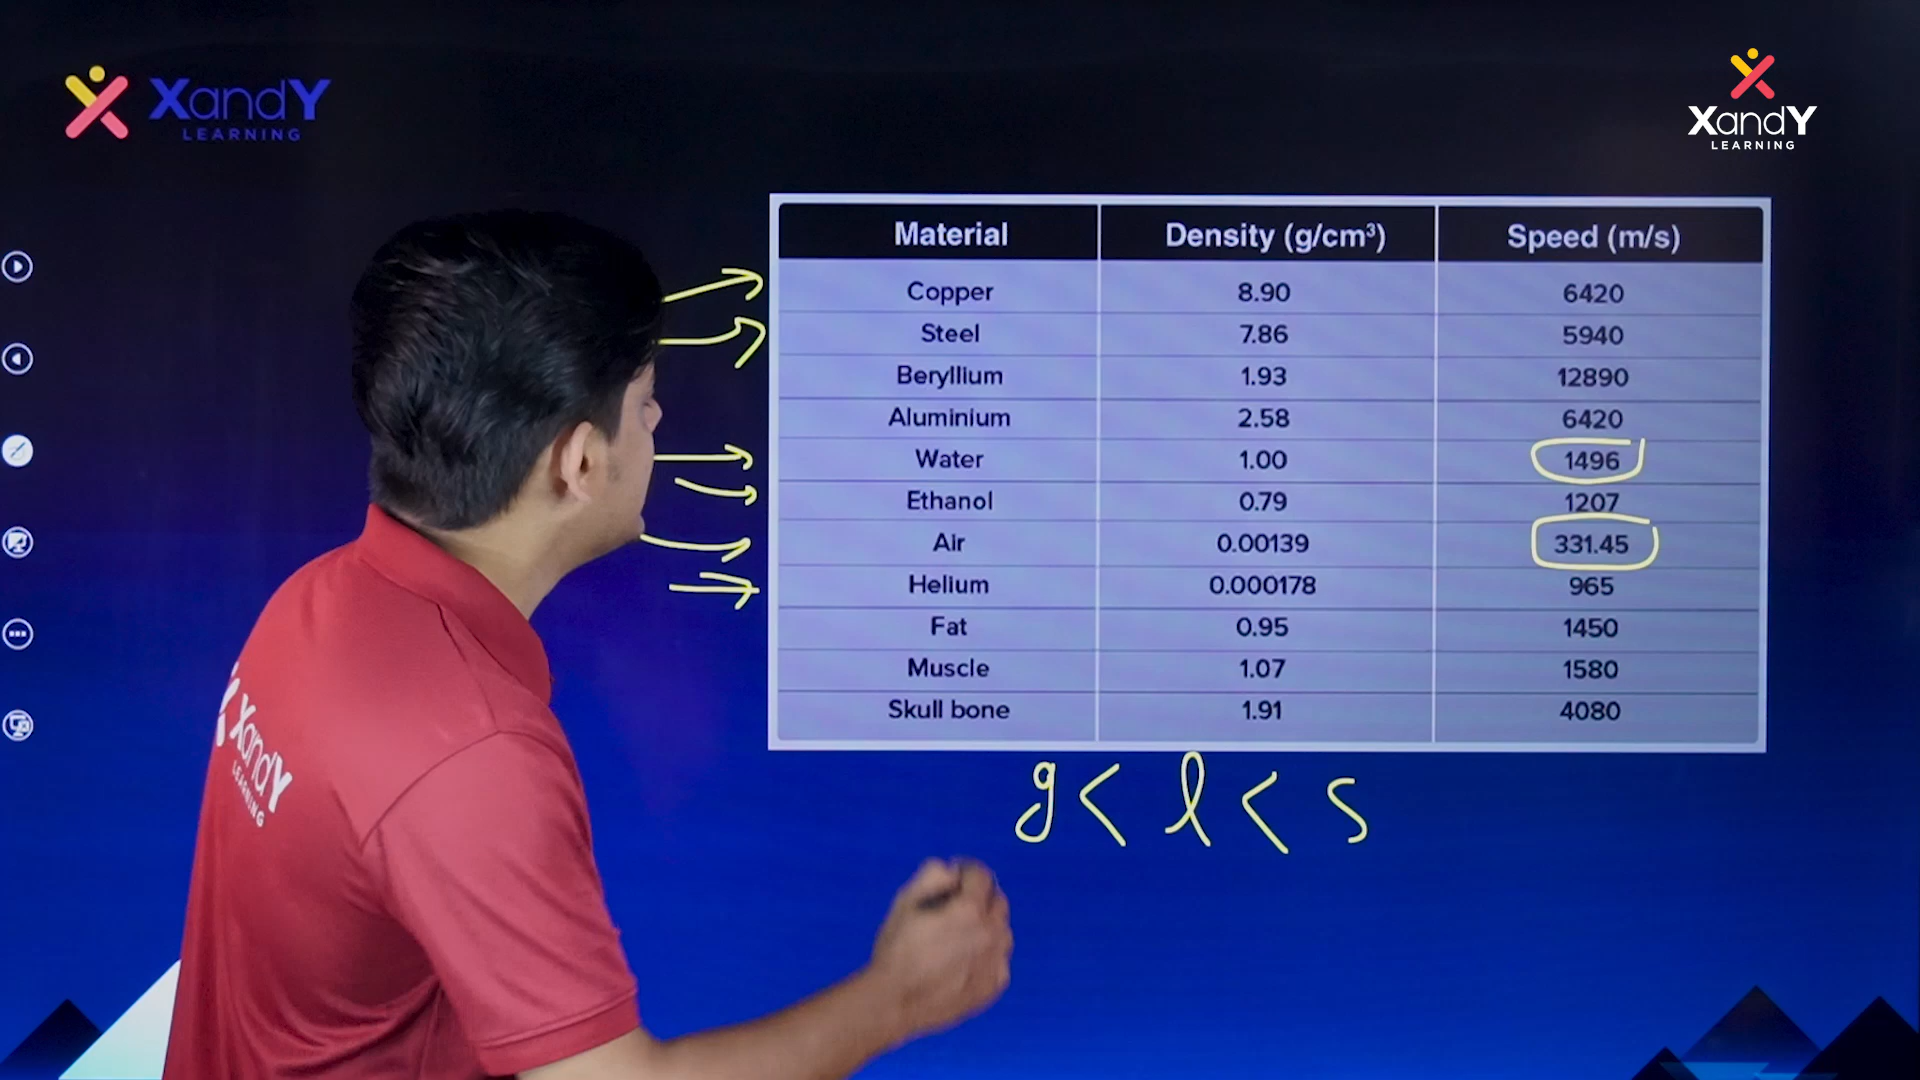 XandY
LEARNING
XandY
LEARNING
Material Density (g/cm³) Speed (m/s)
Copper 8.90 6420
Steel 7.86 5940
Beryllium 1.93 12890
Aluminium 2.58 6420
Water 1.00 1496
Ethanol 0.79 1207
Air 0.00139 331.45
Helium 0.000178 965
Fat 0.95 1450
Muscle 1.07 1580
Skull bone 1.91 4080
g < l < s
XandY
LEARNING